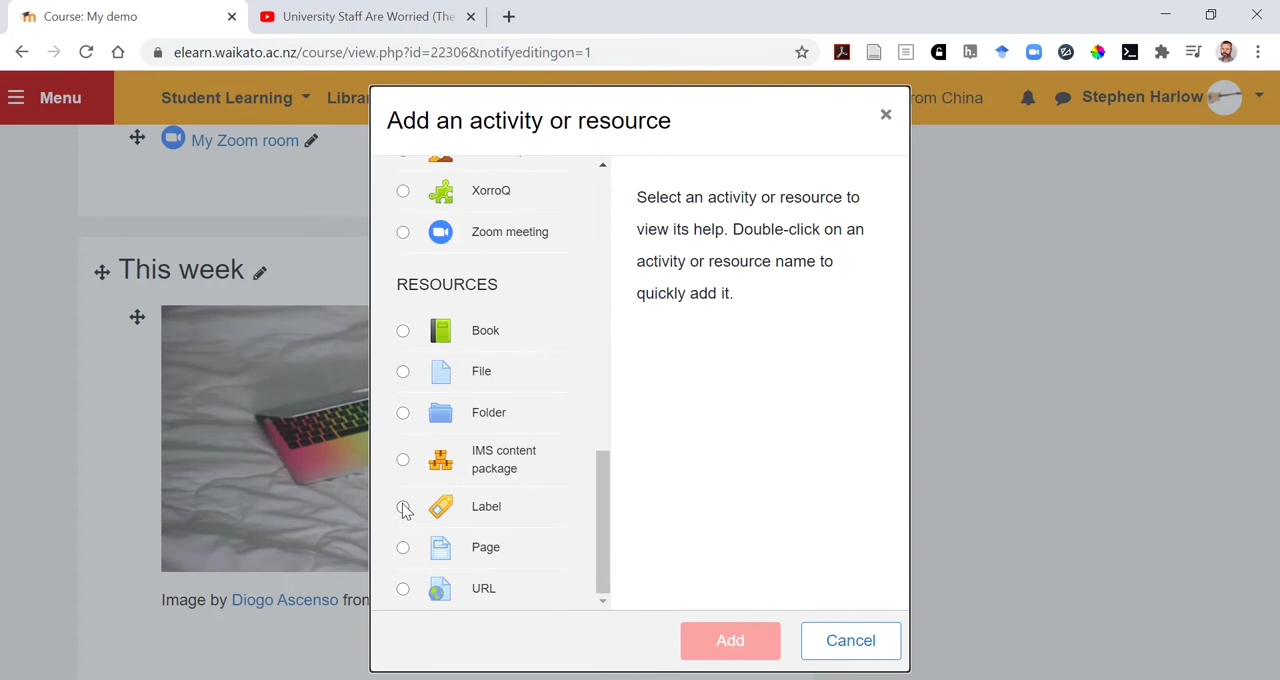 Course: My demo
University Staff Are Worried (The
elearn.waikato.ac.nz/course/view.php?id=22306&notifyeditingon=1
Menu
Student Learning
Librar
rom China
Stephen Harlow
My Zoom room
This week
Image by Diogo Ascenso from
Add an activity or resource
XorroQ
Zoom meeting
RESOURCES
Book
File
Folder
IMS content
package
Label
Page
URL
Select an activity or resource to
view its help. Double-click on an
activity or resource name to
quickly add it.
Add
Cancel